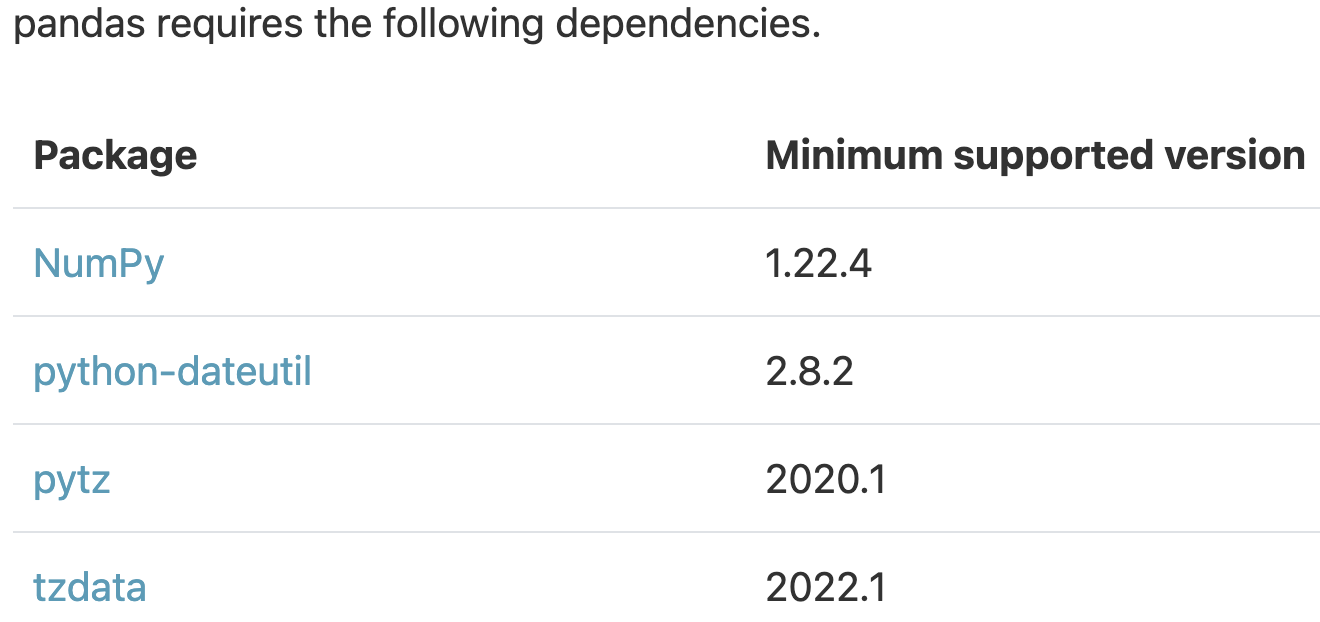 pandas requires the following dependencies.
Package Minimum supported version
NumPy 1.22.4
python-dateutil 2.8.2
pytz 2020.1
tzdata 2022.1